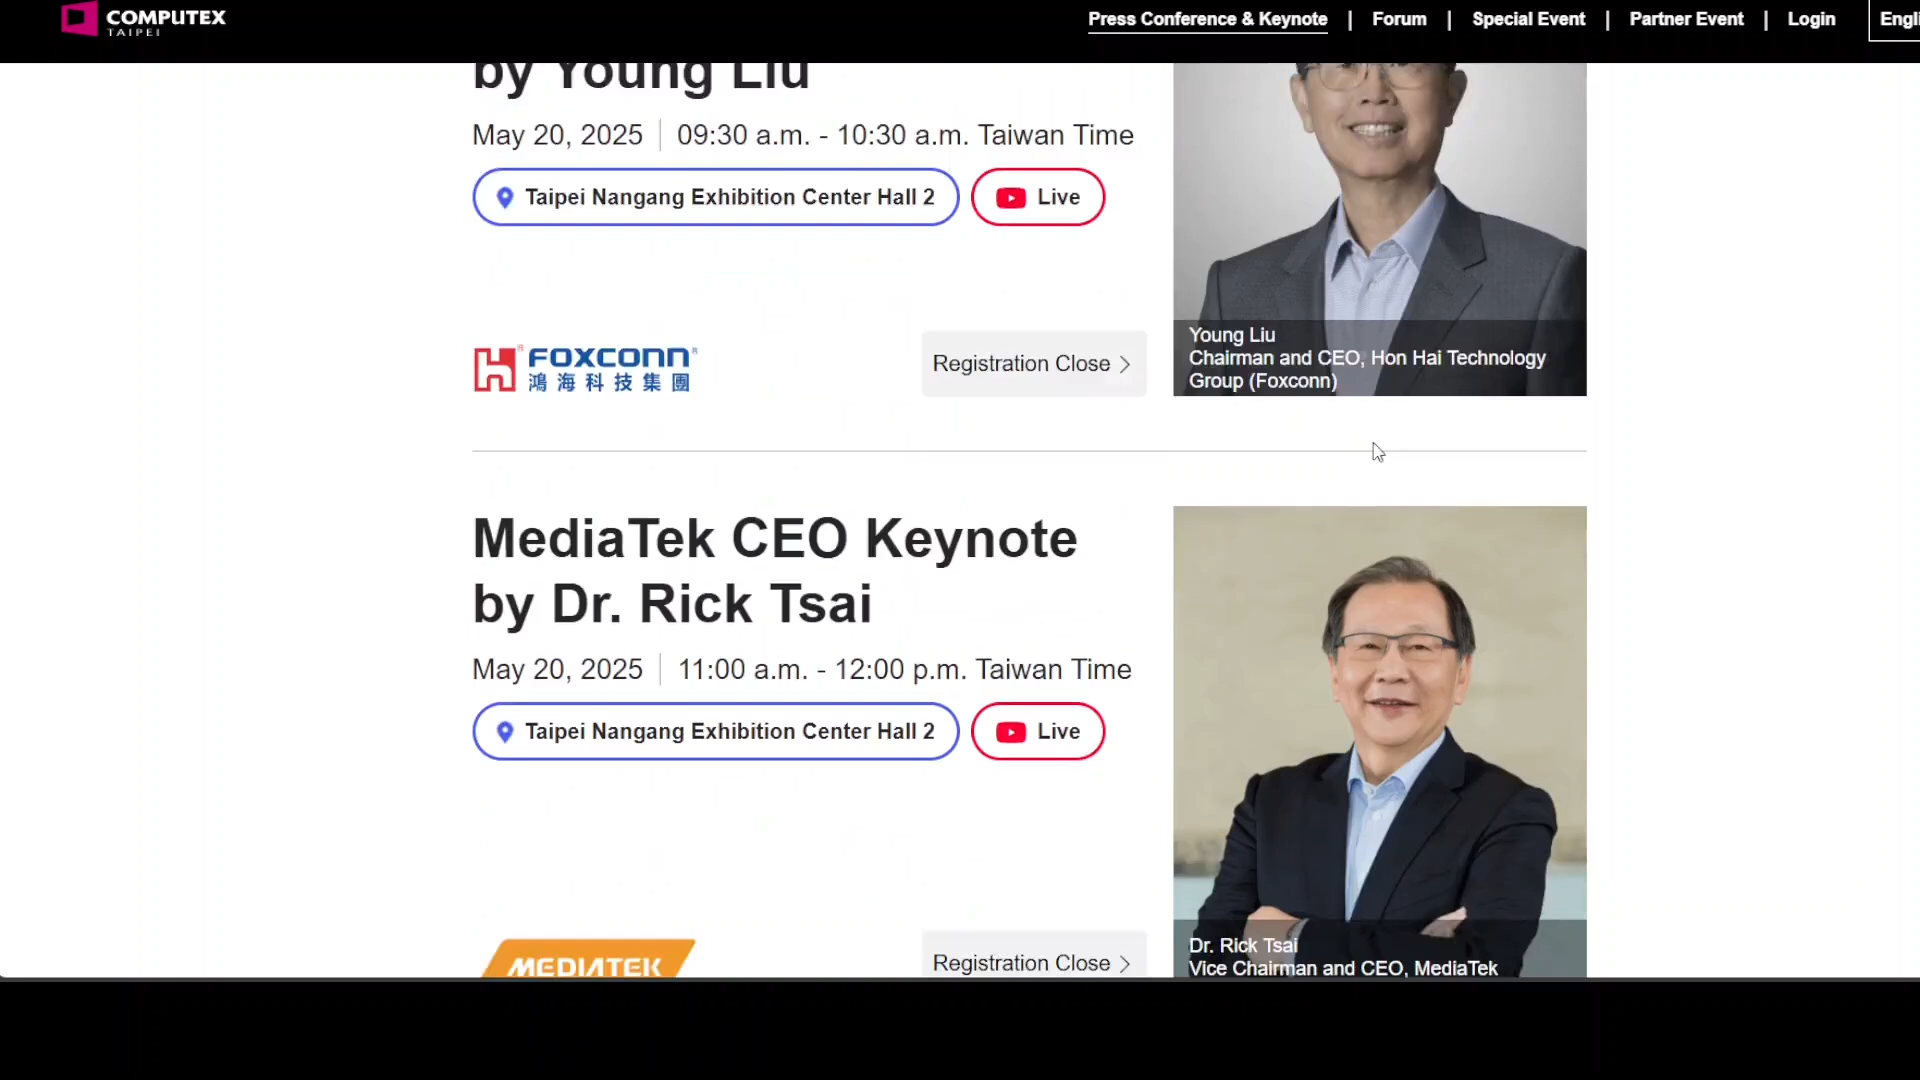 COMPUTEX
TAIPEI
Press Conference & Keynote | Forum | Special Event | Partner Event | Login
Engli
by Young Liu
May 20, 2025 | 09:30 a.m. - 10:30 a.m. Taiwan Time
Taipei Nangang Exhibition Center Hall 2
Live
FOXCONN®
鴻海科技集團
Registration Close >
Young Liu
Chairman and CEO, Hon Hai Technology
Group (Foxconn)
MediaTek CEO Keynote
by Dr. Rick Tsai
May 20, 2025 | 11:00 a.m. - 12:00 p.m. Taiwan Time
Taipei Nangang Exhibition Center Hall 2
Live
MEDIATEK
Registration Close >
Dr. Rick Tsai
Vice Chairman and CEO, MediaTek